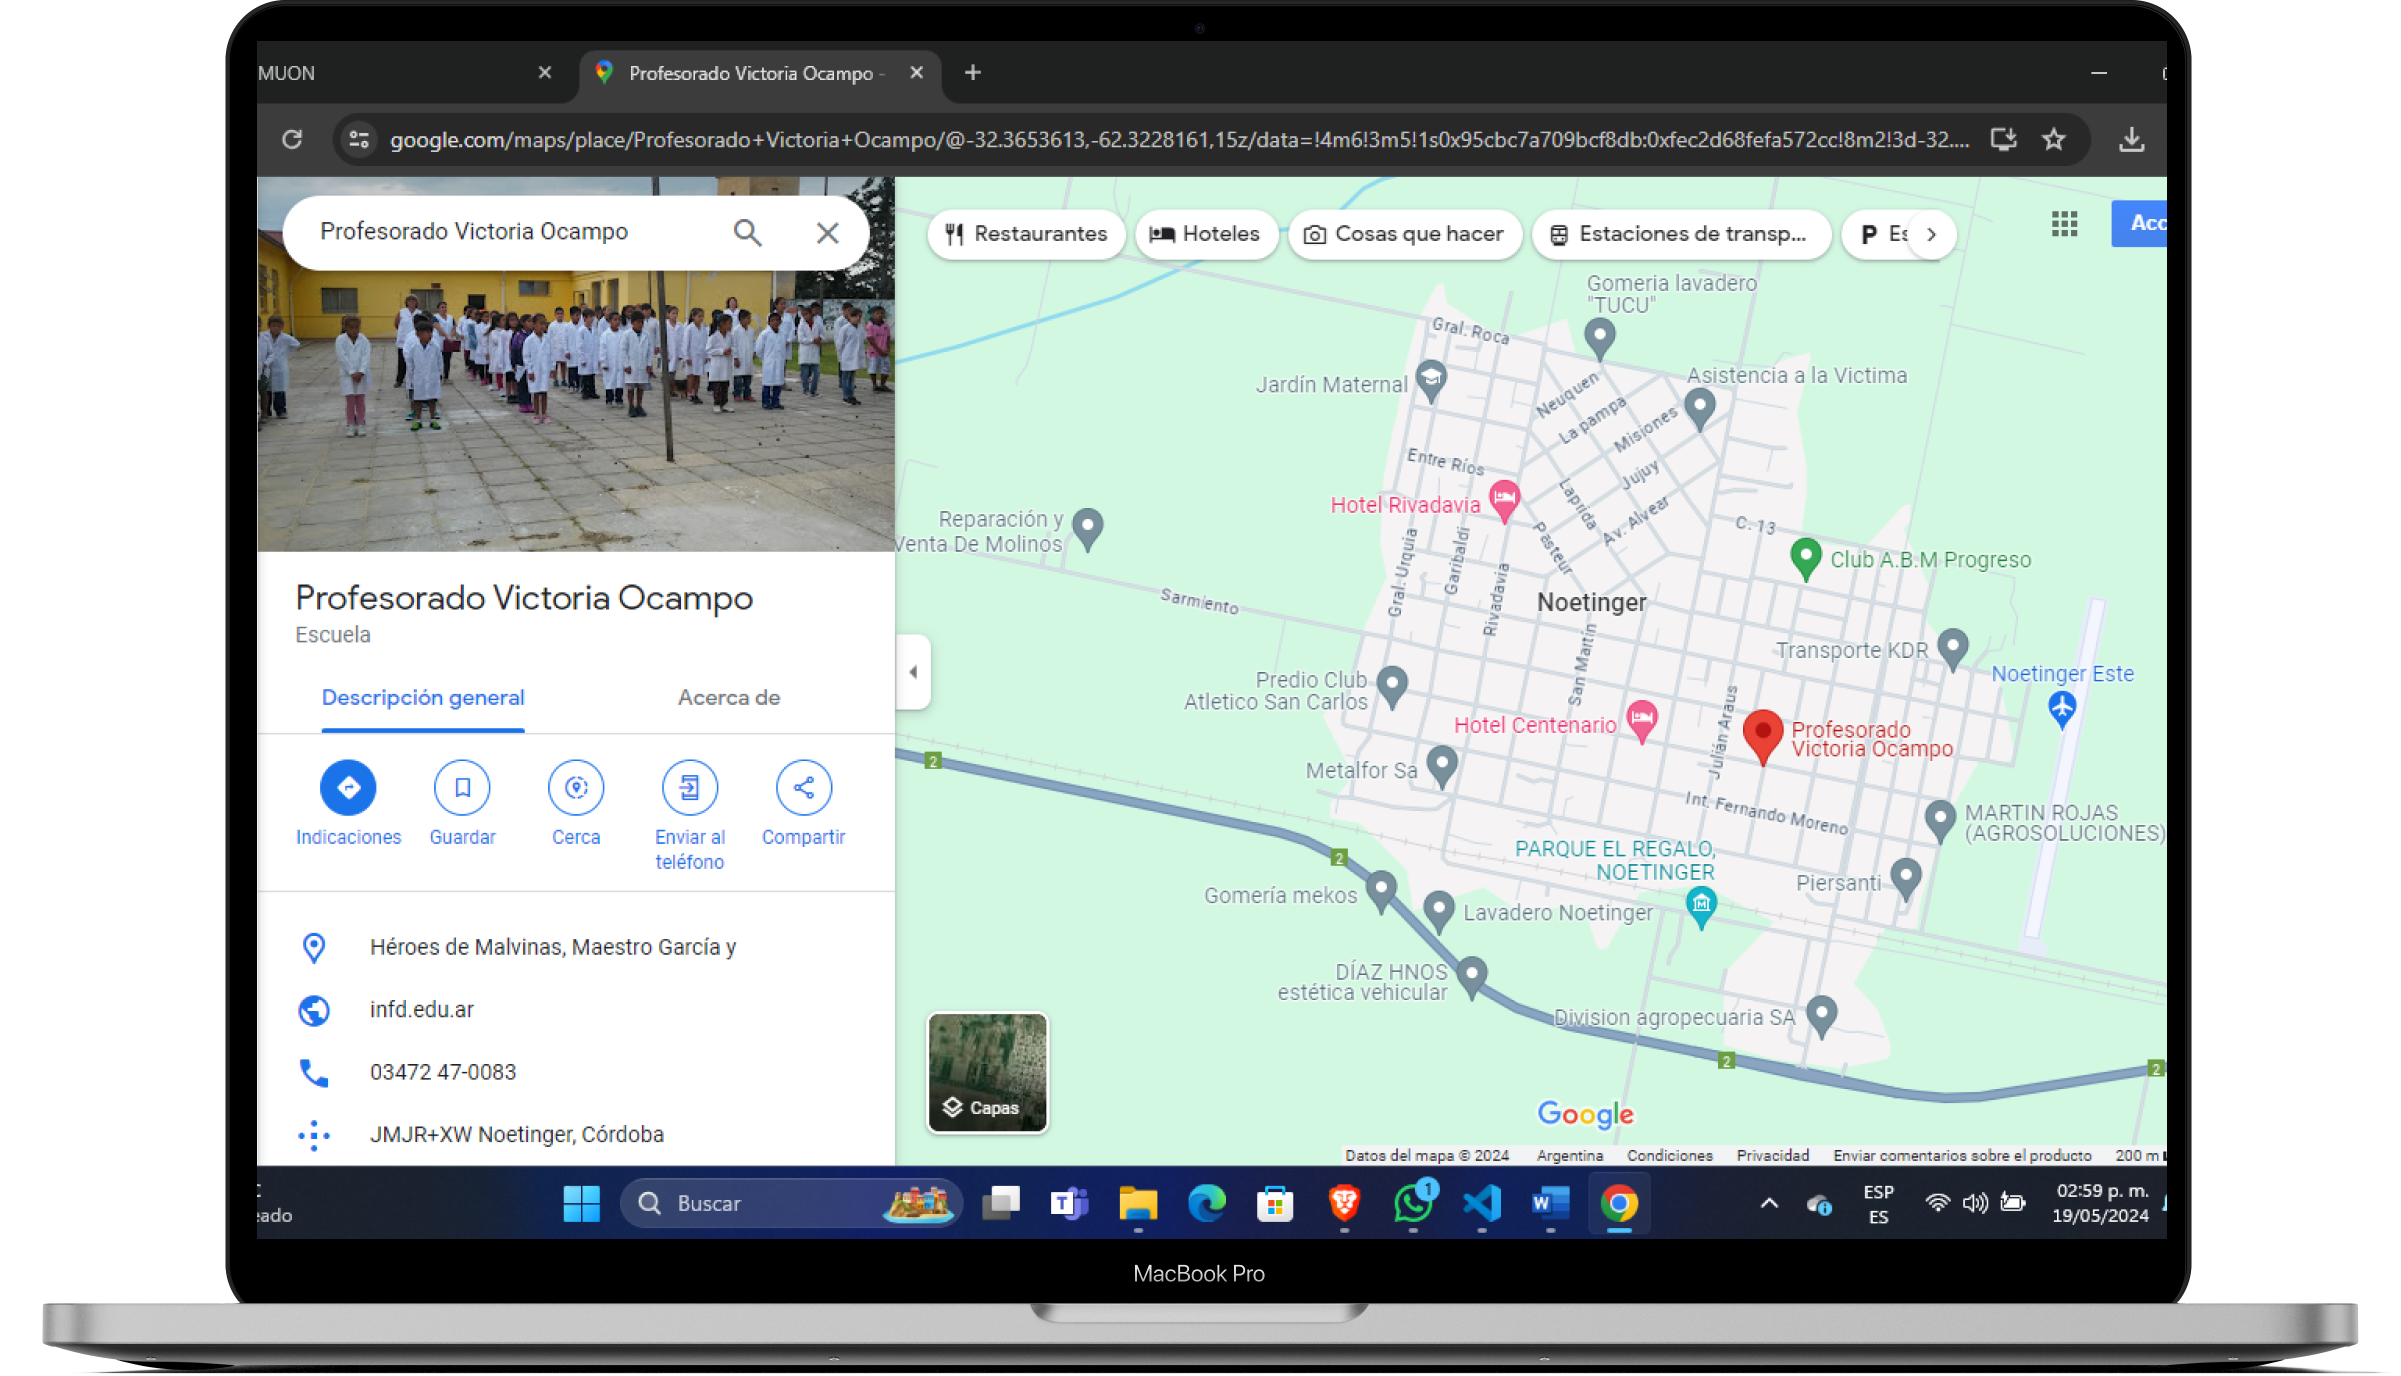 MUON
Profesorado Victoria Ocampo -
google.com/maps/place/Profesorado+Victoria+Ocampo/@-32.3653613,-62.3228161,15z/data=!4m6!3m5!1s0x95cbc7a709bcf8db:0xfec2d68fefa572cc!8m2!3d-32....
Profesorado Victoria Ocampo
Restaurantes
Hoteles
Cosas que hacer
Estaciones de transp...
P Es
Acc
Profesorado Victoria Ocampo
Escuela
Descripción general
Acerca de
Indicaciones
Guardar
Cerca
Enviar al
teléfono
Compartir
Héroes de Malvinas, Maestro García y
infd.edu.ar
03472 47-0083
JMJR+XW Noetinger, Córdoba
Gomeria lavadero
"TUCU"
Gral. Roca
Jardín Maternal
Asistencia a la Victima
Neuquen
La pampa
Misiones
Jujuy
Entre Ríos
Laprida
Av. Alvear
Hotel Rivadavia
Pasteur
C. 13
Reparación y
Venta De Molinos
Gral. Urquia
Garibaldi
Rivadavia
Club A.B.M Progreso
Sarmiento
Noetinger
San Maitín
Transporte KDR
Noetinger Este
Predio Club
Atletico San Carlos
Julián Araus
Hotel Centenario
Profesorado
Victoria Ocampo
2
Metalfor Sa
Int. Fernando Moreno
MARTIN ROJAS
(AGROSOLUCIONES)
2
PARQUE EL REGALO,
NOETINGER
Piersanti
Gomería mekos
Lavadero Noetinger
DÍAZ HNOS
estética vehicular
Division agropecuaria SA
2
2
Capas
Google
Datos del mapa © 2024
Argentina
Condiciones
Privacidad
Enviar comentarios sobre el producto
200 m
eado
Buscar
1
ESP
ES
02:59 p. m.
19/05/2024
MacBook Pro